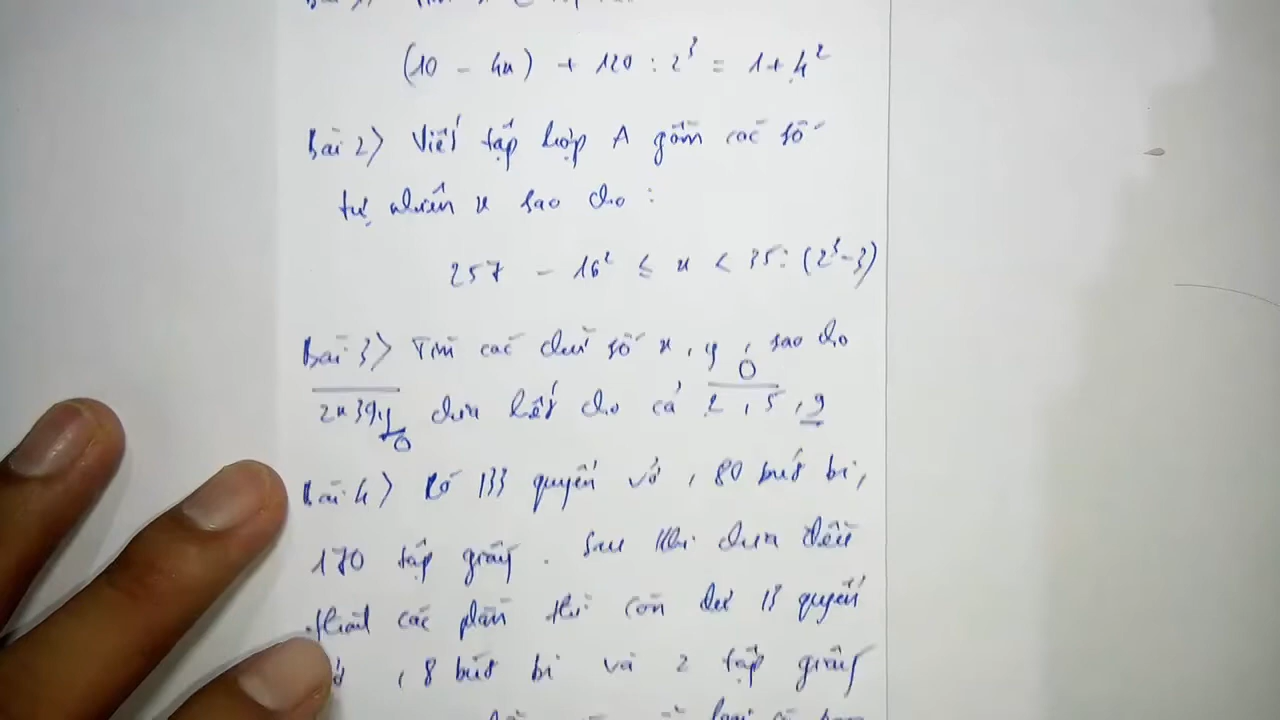 (10 - 4x) + 120 : 2³ = 1 + 4²
Bài 2) Viết tập hợp A gồm các số
tự nhiên x sao cho :
257 - 16² ≤ x < 35 : (2³-3)
Bài 3) Tìm các chữ số x, y, sao cho
0
2x39y chia hết cho cả 2, 5, 9
0
Bài 4) Có 133 quyển vở, 80 bút bi,
170 tập giấy. Sau khi chia đều
thành các phần thì còn dư 13 quyển
, 8 bút bi và 2 tập giấy